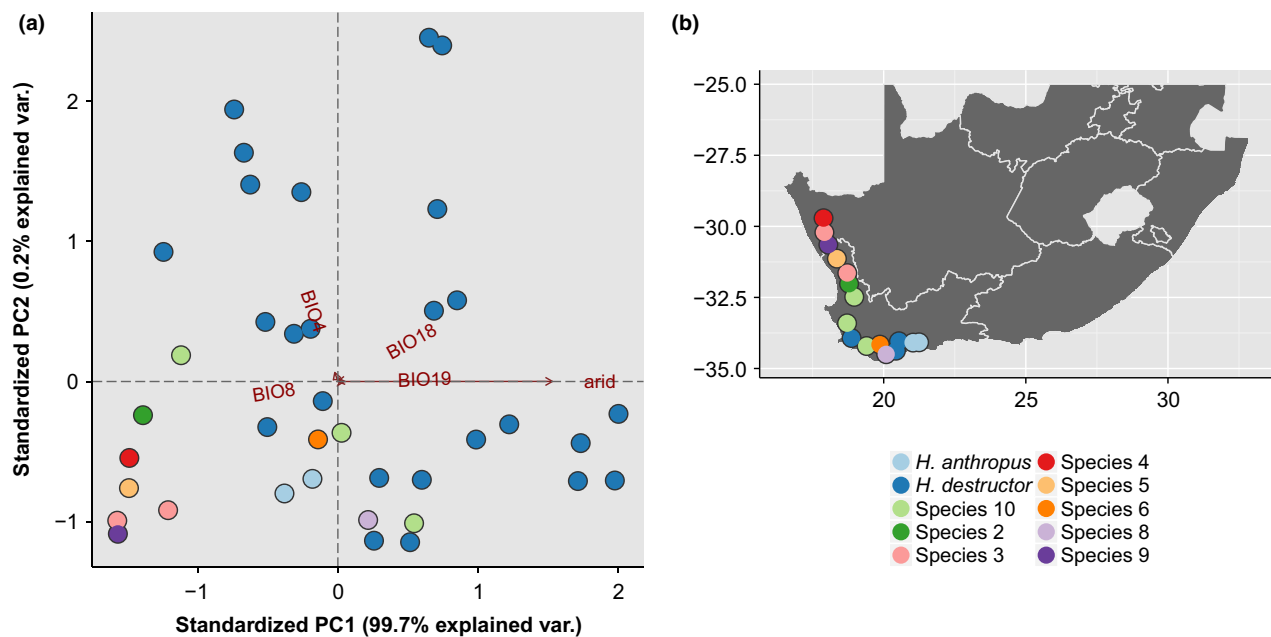 (a)
Standardized PC2 (0.2% explained var.)
2
1
0
−1
BIO4
BIO18
BIO8
BIO19
arid
−1
0
1
2
Standardized PC1 (99.7% explained var.)
(b)
−25.0
−27.5
−30.0
−32.5
−35.0
20
25
30
H. anthropus
H. destructor
Species 10
Species 2
Species 3
Species 4
Species 5
Species 6
Species 8
Species 9